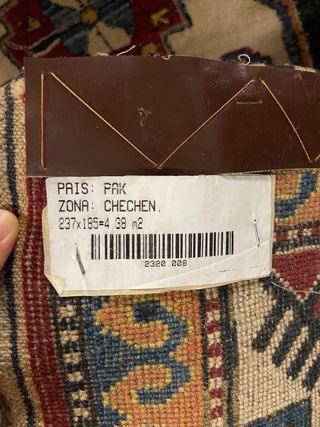 PAIS: PAK
ZONA: CHECHEN.
237x185=4.38 m2
2320 008